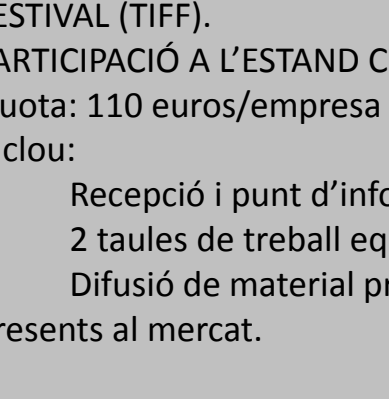 ESTIVAL (TIFF).
ARTICIPACIÓ A L’ESTAND C
uota: 110 euros/empresa
clou:
Recepció i punt d’info
2 taules de treball eq
Difusió de material pr
resents al mercat.